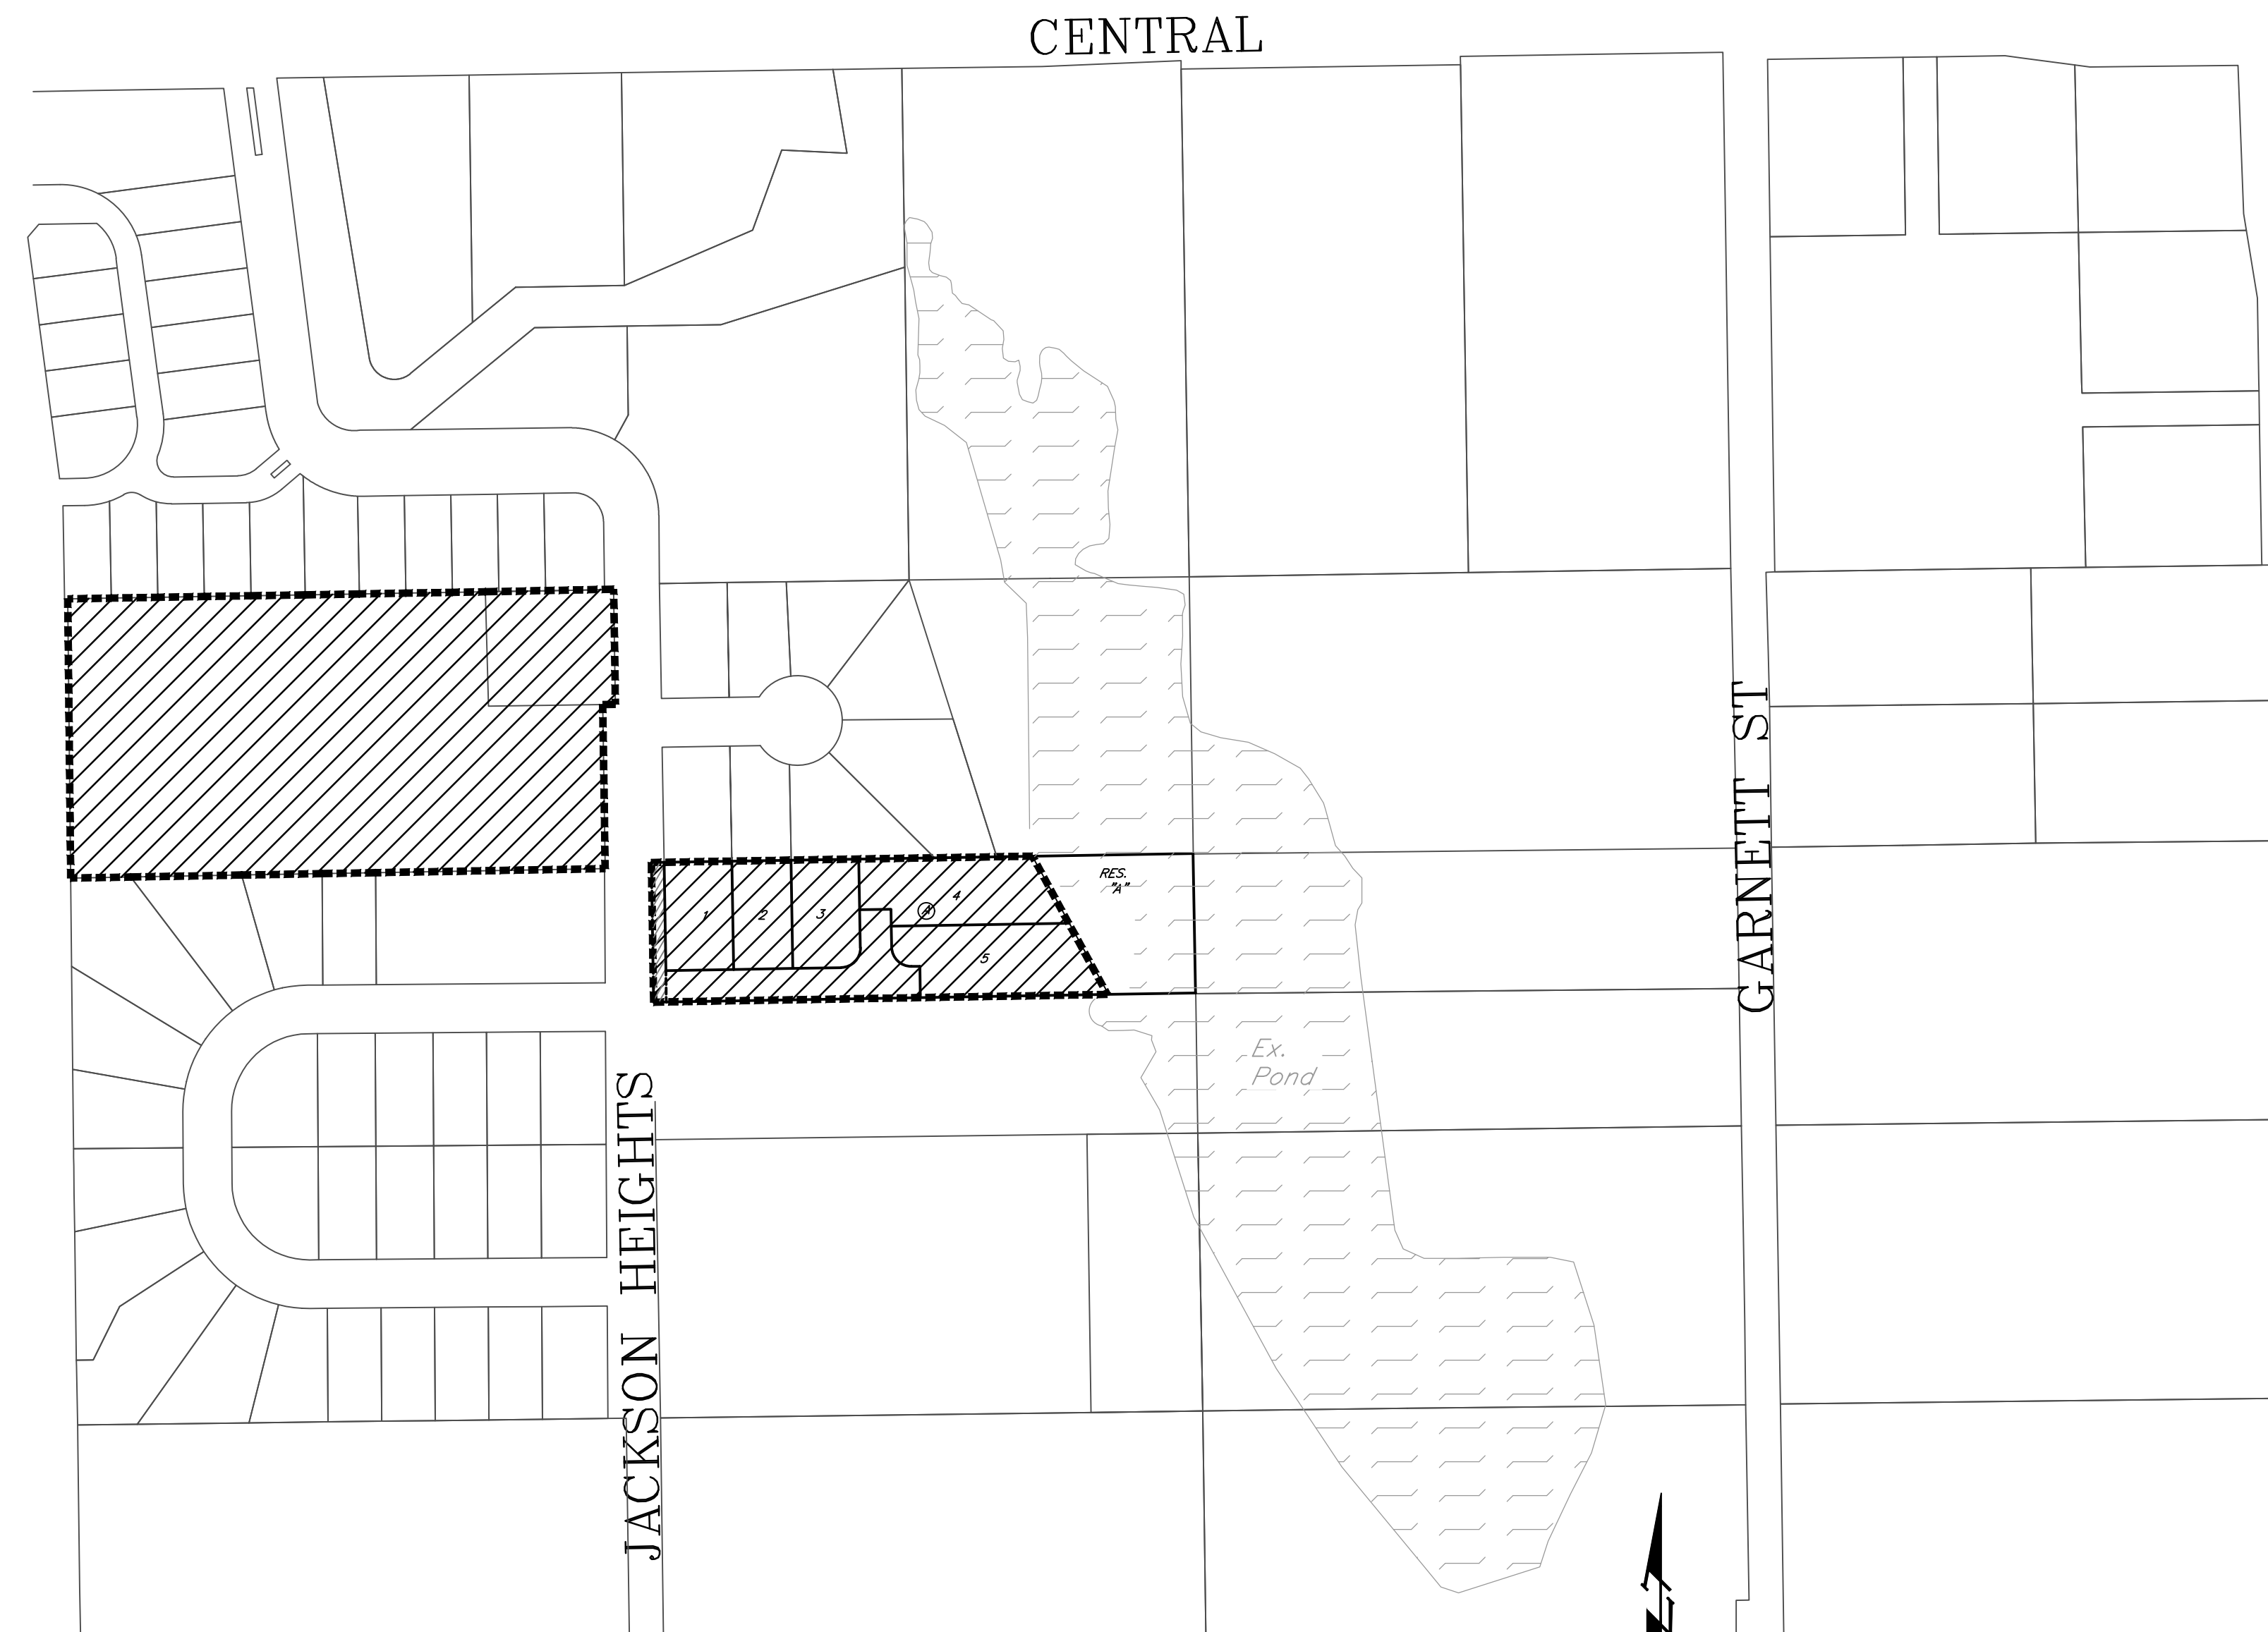 CENTRAL
GARNETT ST
RES.
"A"
1
2
3
4
A
5
Ex.
Pond
JACKSON HEIGHTS